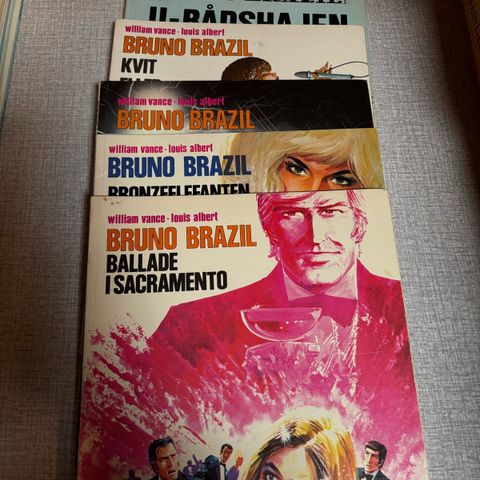 U-BÅDSHAJEN
william vance · louis albert
BRUNO BRAZIL
KVIT
william vance · louis albert
BRUNO BRAZIL
william vance · louis albert
BRUNO BRAZIL
BRONZEELEFANTEN
william vance · louis albert
BRUNO BRAZIL
BALLADE
I SACRAMENTO